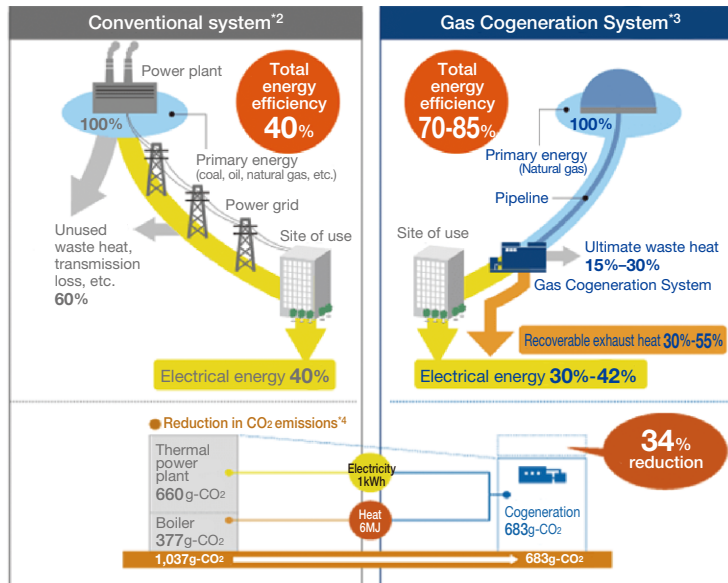 Conventional system*2
Power plant
Total
energy
efficiency
40%
100%
Primary energy
(coal, oil, natural gas, etc.)
Power grid
Unused
waste heat,
transmission
loss, etc.
60%
Site of use
Electrical energy 40%
Gas Cogeneration System*3
Total
energy
efficiency
70-85%
100%
Primary energy
(Natural gas)
Pipeline
Site of use
Ultimate waste heat
15%–30%
Gas Cogeneration System
Recoverable exhaust heat 30%-55%
Electrical energy 30%-42%
Reduction in CO2 emissions*4
Thermal
power
plant
660g-CO2
Boiler
377g-CO2
Electricity
1kWh
Heat
6MJ
34%
reduction
Cogeneration
683g-CO2
1,037g-CO2
683g-CO2